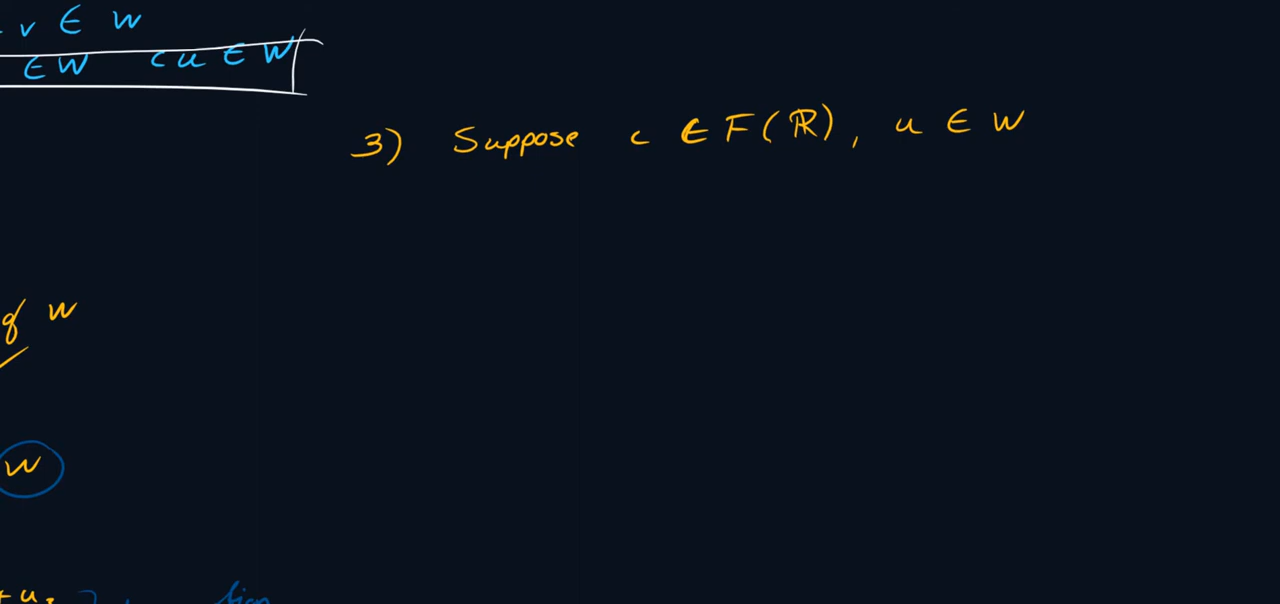 v ∈ W
∈ W cu ∈ W
3) Suppose c ∈ F(ℝ), u ∈ W
of W
W
+ u